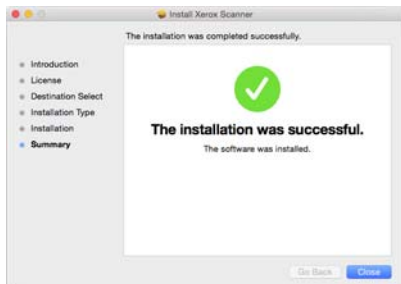 Install Xerox Scanner
The installation was completed successfully.
Introduction
License
Destination Select
Installation Type
Installation
Summary
The installation was successful.
The software was installed.
Go Back
Close